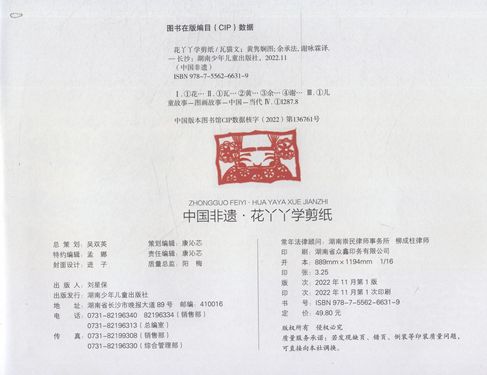 图书在版编目（CIP）数据
花丫丫学剪纸 / 瓦猫文；黄隽娴图；余承法, 谢咏霖译.
— 长沙：湖南少年儿童出版社, 2022.11
（中国非遗）
ISBN 978-7-5562-6631-9
Ⅰ. ①花… Ⅱ. ①瓦… ②黄… ③余… ④谢… Ⅲ. ①儿
童故事—图画故事—中国—当代 Ⅳ. ①I287.8
中国版本图书馆CIP数据核字（2022）第136761号
ZHONGGUO FEIYI · HUA YAYA XUE JIANZHI
中国非遗·花丫丫学剪纸
总 策 划：吴双英 策划编辑：康沁芯
特约编辑：孟 娜 责任编辑：康沁芯
封面设计：进 子 质量总监：阳 梅
出 版 人：刘星保
出版发行：湖南少年儿童出版社
地 址：湖南省长沙市晚报大道 89 号 邮编：410016
电 话：0731-82196340 82196334（销售部）
0731-82196313（总编室）
传 真：0731-82199308（销售部）
0731-82196330（综合管理部）
常年法律顾问：湖南崇民律师事务所 柳成柱律师
印 刷：湖南省众鑫印务有限公司
开 本：889mm×1194mm 1/16
印 张：3.25
版 次：2022 年 11 月第 1 版
印 次：2022 年 11 月第 1 次印刷
书 号：ISBN 978-7-5562-6631-9
定 价：49.80 元
版权所有 侵权必究
质量服务承诺：若发现缺页、错页、倒装等印装质量问题，
可直接向本社调换。